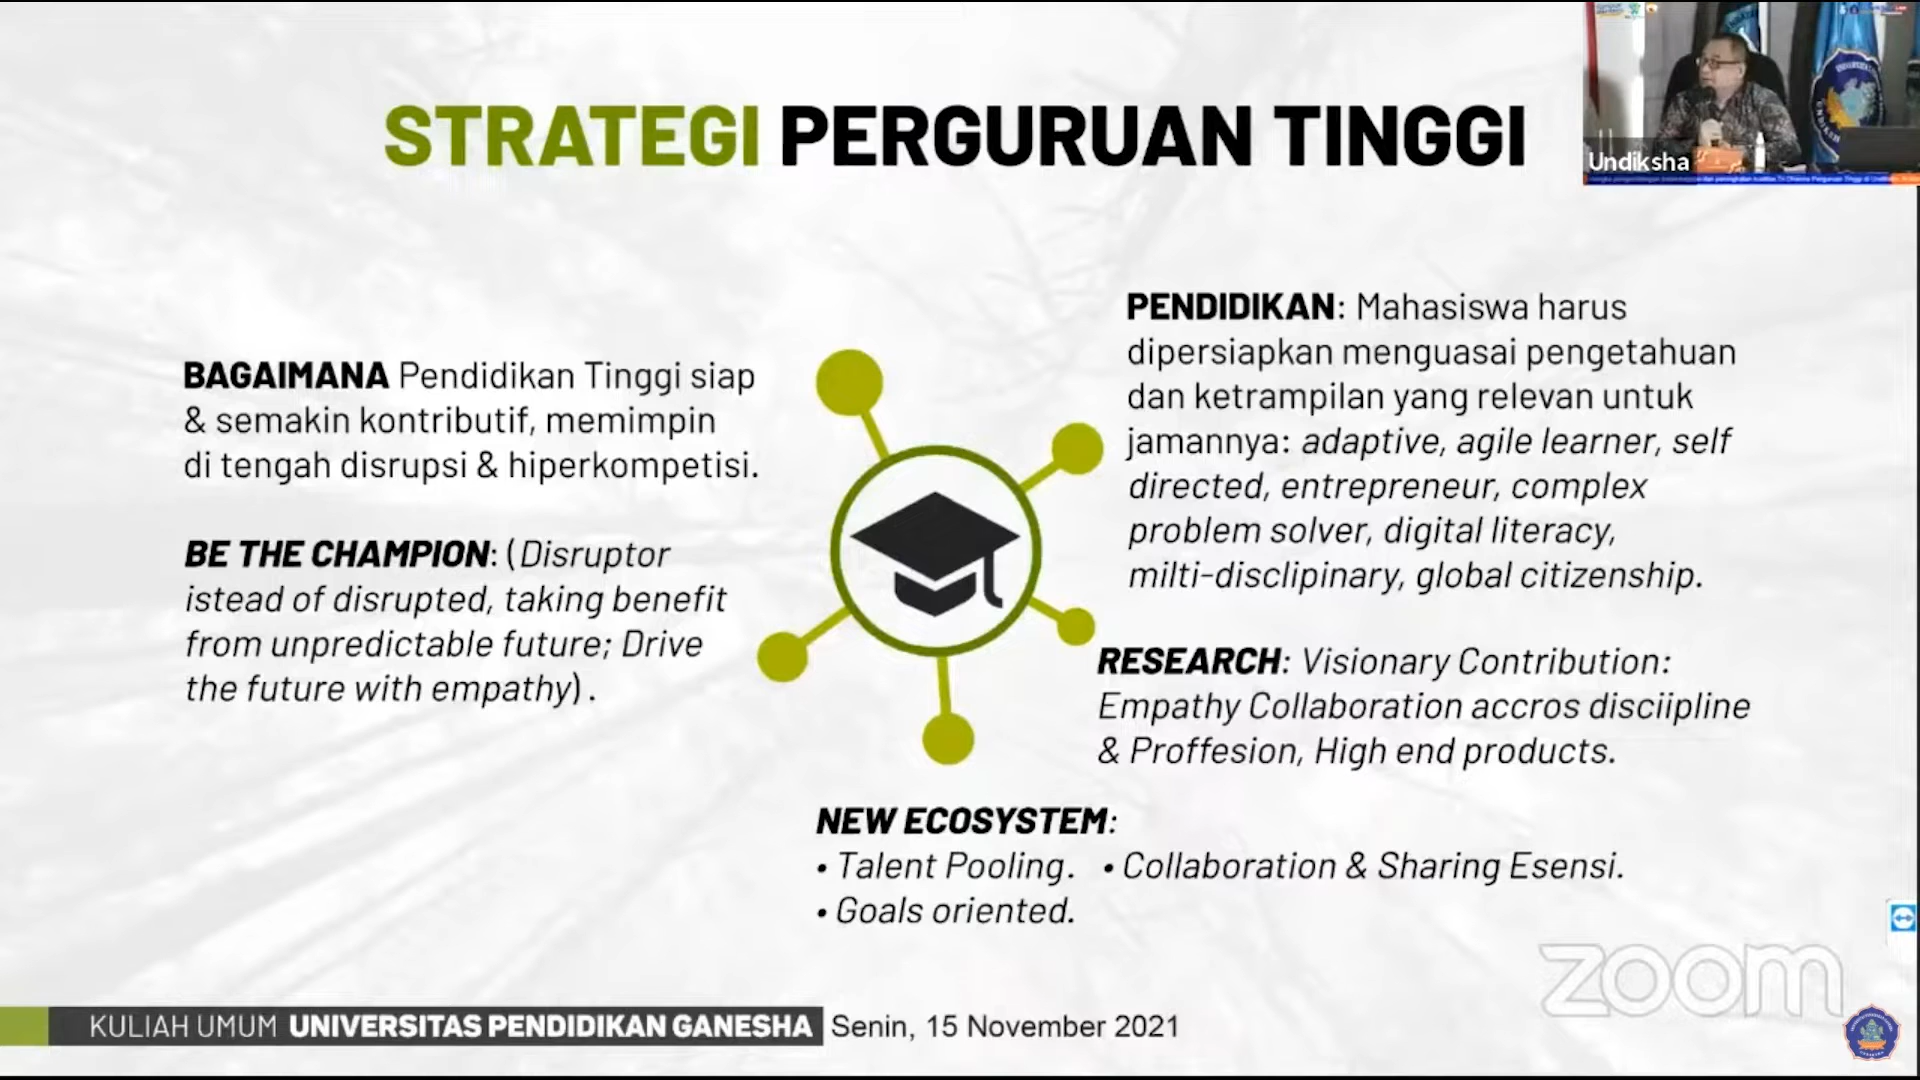 STRATEGI PERGURUAN TINGGI
Undiksha
BAGAIMANA Pendidikan Tinggi siap
& semakin kontributif, memimpin
di tengah disrupsi & hiperkompetisi.
BE THE CHAMPION: (Disruptor
istead of disrupted, taking benefit
from unpredictable future; Drive
the future with empathy) .
PENDIDIKAN: Mahasiswa harus
dipersiapkan menguasai pengetahuan
dan ketrampilan yang relevan untuk
jamannya: adaptive, agile learner, self
directed, entrepreneur, complex
problem solver, digital literacy,
milti-disclipinary, global citizenship.
RESEARCH: Visionary Contribution:
Empathy Collaboration accros disciipline
& Proffesion, High end products.
NEW ECOSYSTEM:
• Talent Pooling. • Collaboration & Sharing Esensi.
• Goals oriented.
zoom
KULIAH UMUM UNIVERSITAS PENDIDIKAN GANESHA Senin, 15 November 2021